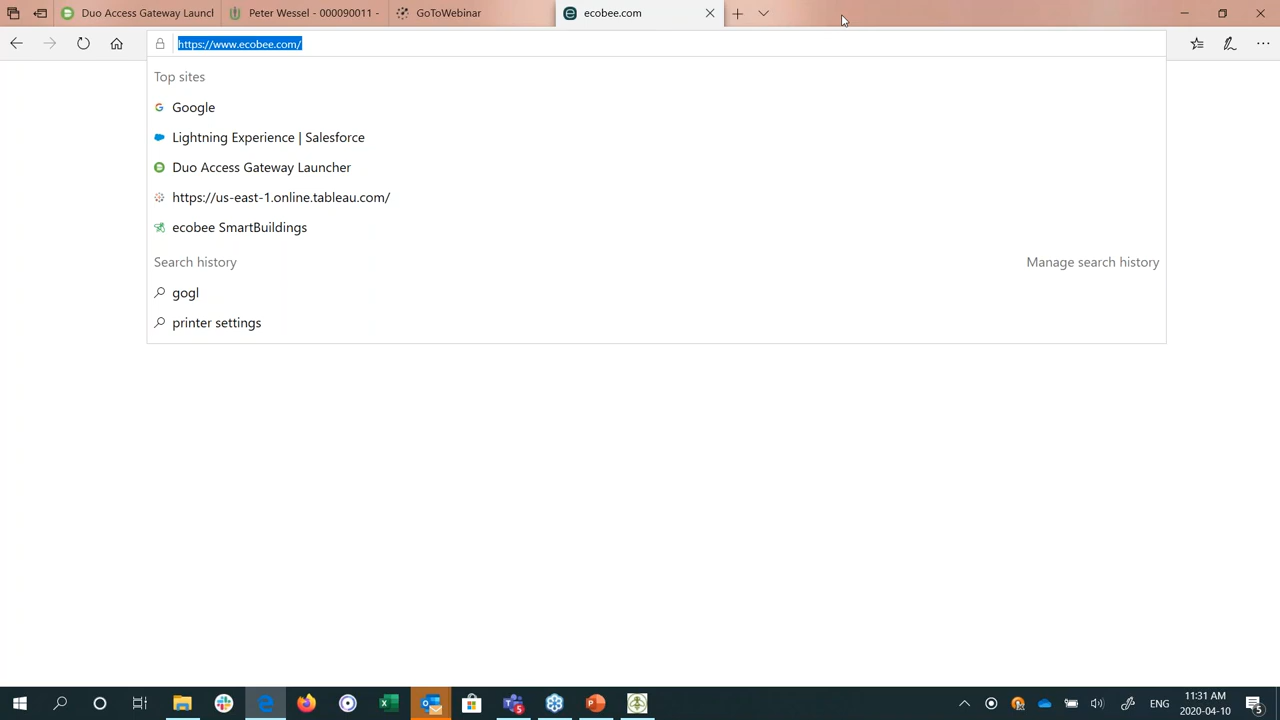 Duo Access Gateway Launcl
Peter Wessel - 000090011 -
GoToWebinar
ecobee.com
https://www.ecobee.com/
Top sites
Google
Lightning Experience | Salesforce
Duo Access Gateway Launcher
https://us-east-1.online.tableau.com/
ecobee SmartBuildings
Search history
Manage search history
gogl
printer settings
ENG
11:31 AM
2020-04-10
5